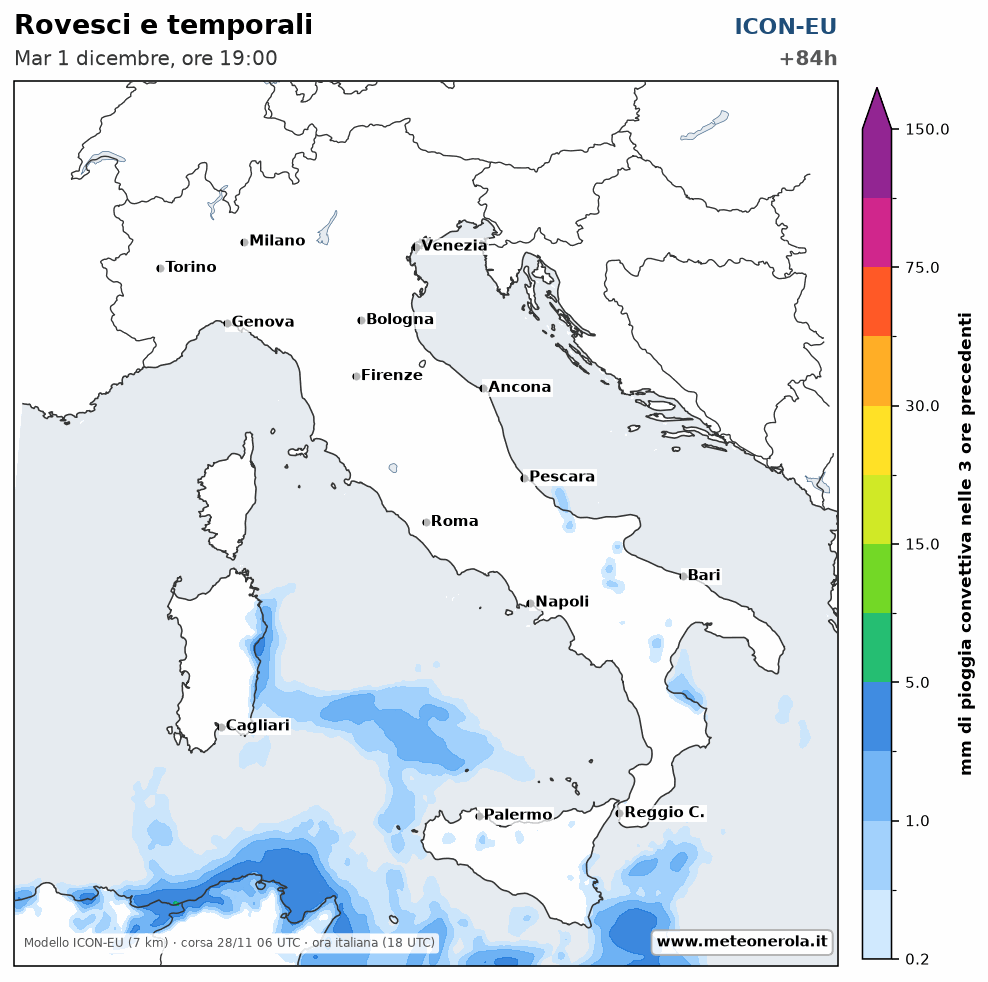 Rovesci e temporali
ICON-EU
Mar 1 dicembre, ore 19:00
+84h
150.0
75.0
30.0
15.0
5.0
1.0
0.2
mm di pioggia convettiva nelle 3 ore precedenti
Milano
Venezia
Torino
Genova
Bologna
Firenze
Ancona
Pescara
Roma
Bari
Napoli
Cagliari
Palermo
Reggio C.
Modello ICON-EU (7 km) · corsa 28/11 06 UTC · ora italiana (18 UTC)
www.meteonerola.it